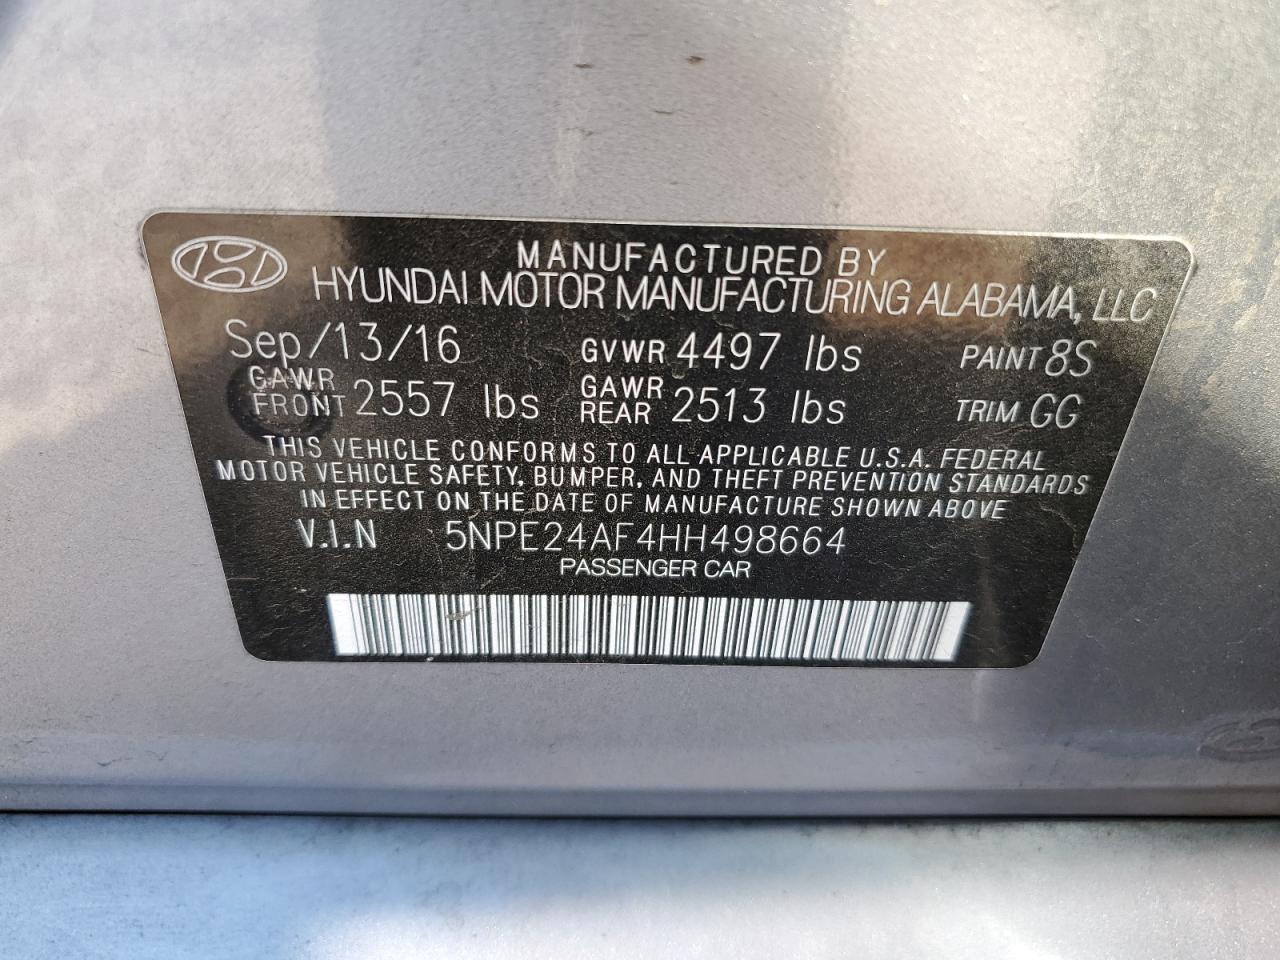 MANUFACTURED BY
HYUNDAI MOTOR MANUFACTURING ALABAMA, LLC
Sep/13/16 GVWR 4497 lbs PAINT 8S
GAWR FRONT 2557 lbs GAWR REAR 2513 lbs TRIM GG
THIS VEHICLE CONFORMS TO ALL APPLICABLE U.S.A. FEDERAL
MOTOR VEHICLE SAFETY, BUMPER, AND THEFT PREVENTION STANDARDS
IN EFFECT ON THE DATE OF MANUFACTURE SHOWN ABOVE
V.I.N 5NPE24AF4HH498664
PASSENGER CAR